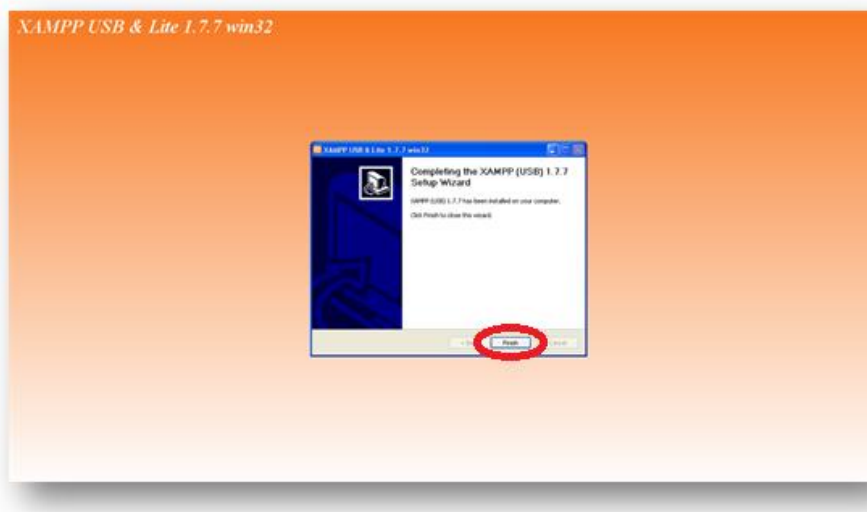 XAMPP USB & Lite 1.7.7 win32
XAMPP USB & Lite 1.7.7 win32
Completing the XAMPP (USB) 1.7.7
Setup Wizard
XAMPP (USB) 1.7.7 has been installed on your computer.
Click Finish to close this wizard.
Finish
Cancel